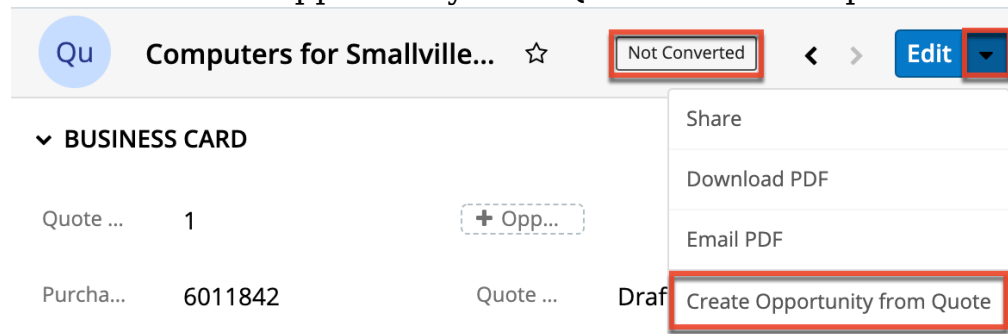 Qu Computers for Smallville... Not Converted Edit
Share
BUSINESS CARD
Download PDF
Quote ... 1 + Opp...
Email PDF
Purcha... 6011842 Quote ... Draf
Create Opportunity from Quote